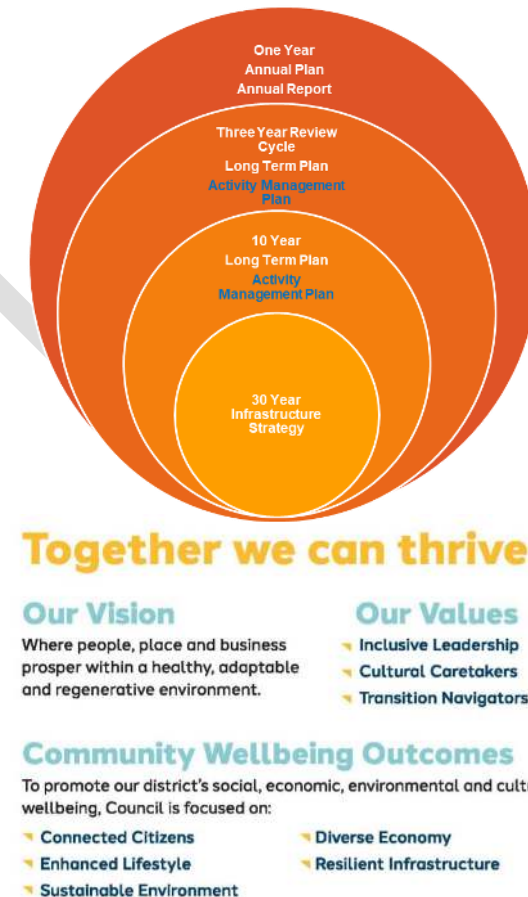 One Year
Annual Plan
Annual Report
Three Year Review
Cycle
Long Term Plan
Activity Management
Plan
10 Year
Long Term Plan
Activity
Management Plan
30 Year
Infrastructure
Strategy
Together we can thrive
Our Vision
Where people, place and business
prosper within a healthy, adaptable
and regenerative environment.
Our Values
Inclusive Leadership
Cultural Caretakers
Transition Navigators
Community Wellbeing Outcomes
To promote our district's social, economic, environmental and cult
wellbeing, Council is focused on:
Connected Citizens
Enhanced Lifestyle
Sustainable Environment
Diverse Economy
Resilient Infrastructure